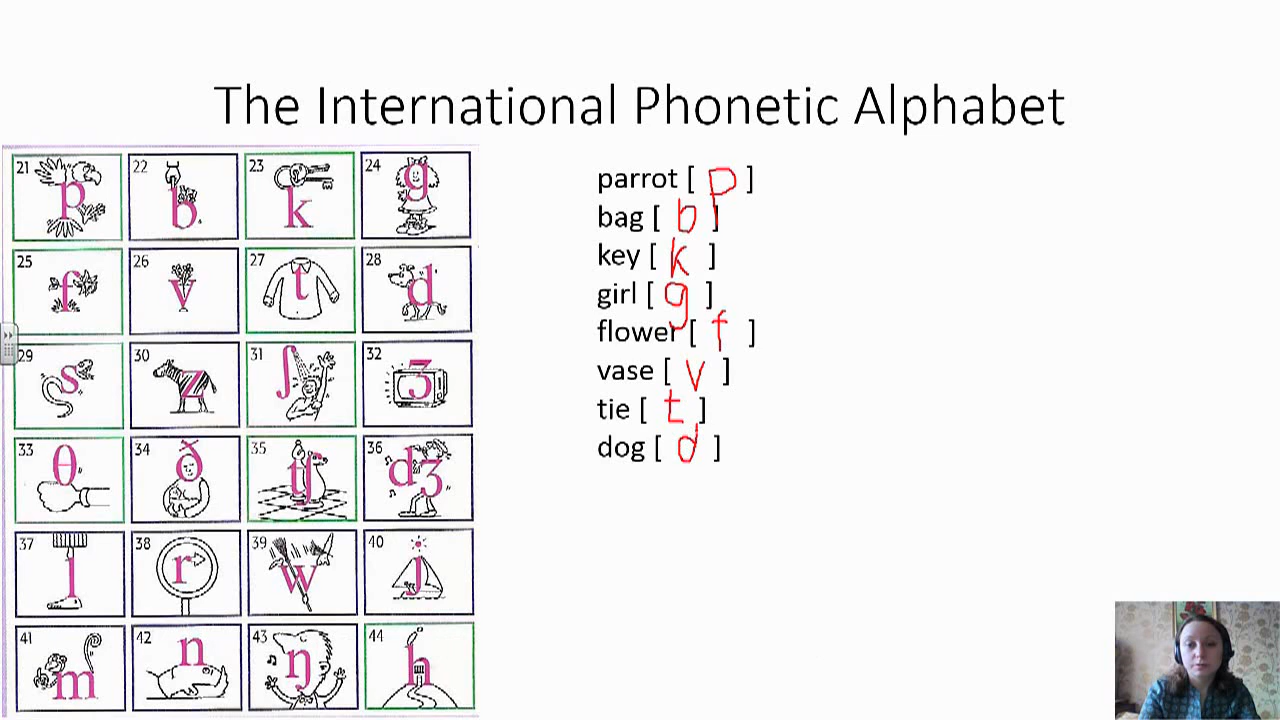 The International Phonetic Alphabet
21 p
22 b
23 k
24 g
25 f
26 v
27 t
28 d
29 s
30 z
31 ʃ
32 ʒ
33 θ
34 ð
35 tʃ
36 dʒ
37 l
38 r
39 w
40 j
41 m
42 n
43 ŋ
44 h
parrot [ p ]
bag [ b ]
key [ k ]
girl [ g ]
flower [ f ]
vase [ v ]
tie [ t ]
dog [ d ]